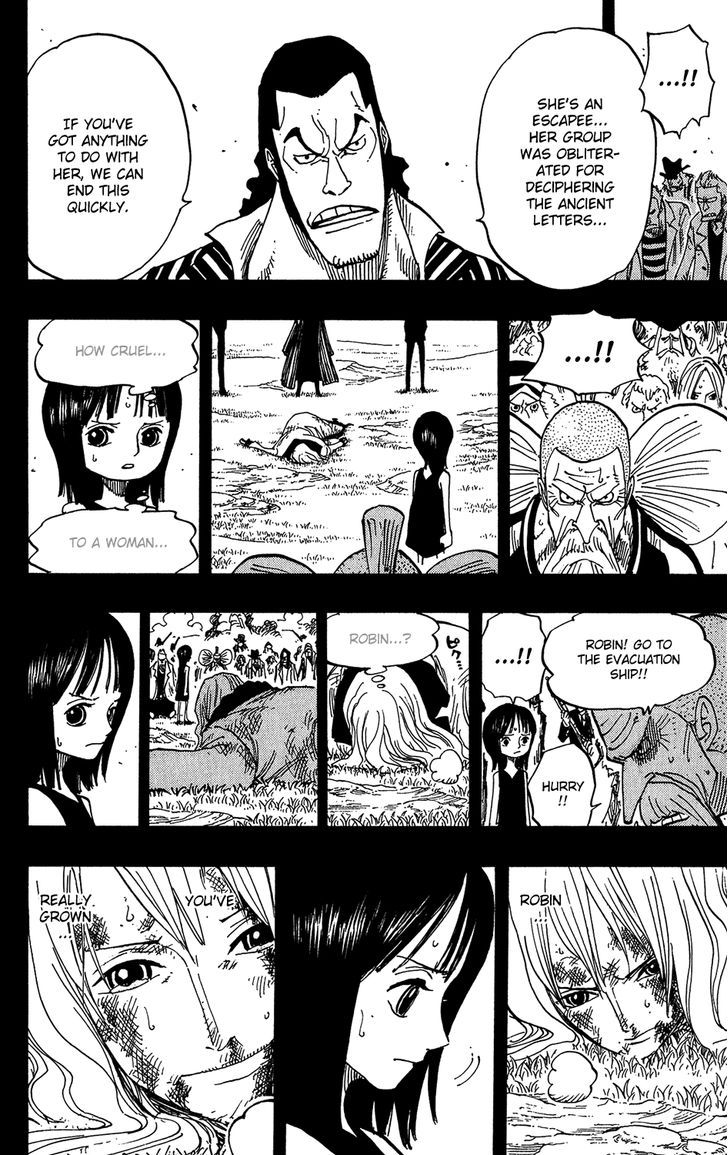 ...!!
SHE'S AN
ESCAPEE...
HER GROUP
WAS OBLITER-
ATED FOR
DECIPHERING
THE ANCIENT
LETTERS...
IF YOU'VE
GOT ANYTHING
TO DO WITH
HER, WE CAN
END THIS
QUICKLY.
...!!
HOW CRUEL...
TO A WOMAN...
ROBIN! GO TO
THE EVACUATION
SHIP!!
...!!
HURRY
!!
ピク...
ROBIN...?
ROBIN
YOU'VE
REALLY
GROWN
...